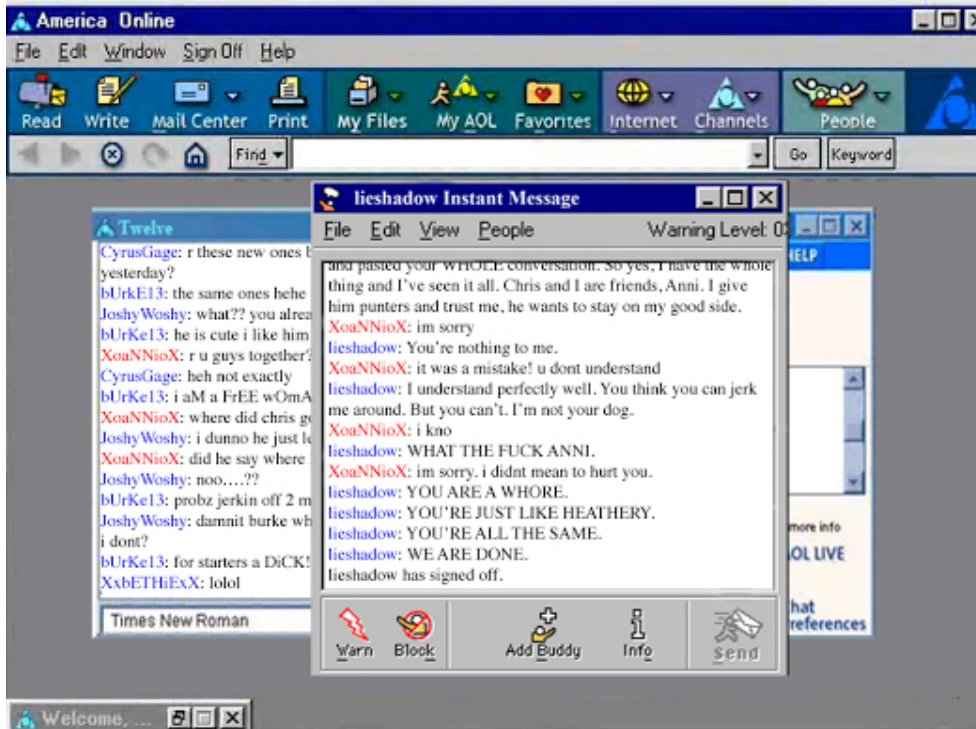 America Online
File Edit Window Sign Off Help
Read Write Mail Center Print My Files My AOL Favorites Internet Channels People
Find Go Keyword
Twelve
CyrusGage: r these new ones
yesterday?
bUrkE13: the same ones hehe
JoshyWoshy: what?? you alrea
bUrKe13: he is cute i like him
XoaNNioX: r u guys together?
CyrusGage: heh not exactly
bUrKe13: i aM a FrEE wOmA
XoaNNioX: where did chris g
JoshyWoshy: i dunno he just le
XoaNNioX: did he say where
JoshyWoshy: noo....??
bUrKe13: probz jerkin off 2 m
JoshyWoshy: damnit burke wh
i dont?
bUrKe13: for starters a DiCK!
XxbETHiExX: lolol
Times New Roman
lieshadow Instant Message
File Edit View People Warning Level: 0
and pasted your WHOLE conversation. So yes, I have the whole
thing and I've seen it all. Chris and I are friends, Anni. I give
him punters and trust me, he wants to stay on my good side.
XoaNNioX: im sorry
lieshadow: You're nothing to me.
XoaNNioX: it was a mistake! u dont understand
lieshadow: I understand perfectly well. You think you can jerk
me around. But you can't. I'm not your dog.
XoaNNioX: i kno
lieshadow: WHAT THE FUCK ANNI.
XoaNNioX: im sorry. i didnt mean to hurt you.
lieshadow: YOU ARE A WHORE.
lieshadow: YOU'RE JUST LIKE HEATHERY.
lieshadow: YOU'RE ALL THE SAME.
lieshadow: WE ARE DONE.
lieshadow has signed off.
Warn Block Add Buddy Info Send
HELP
more info
OL LIVE
hat
references
Welcome, ...